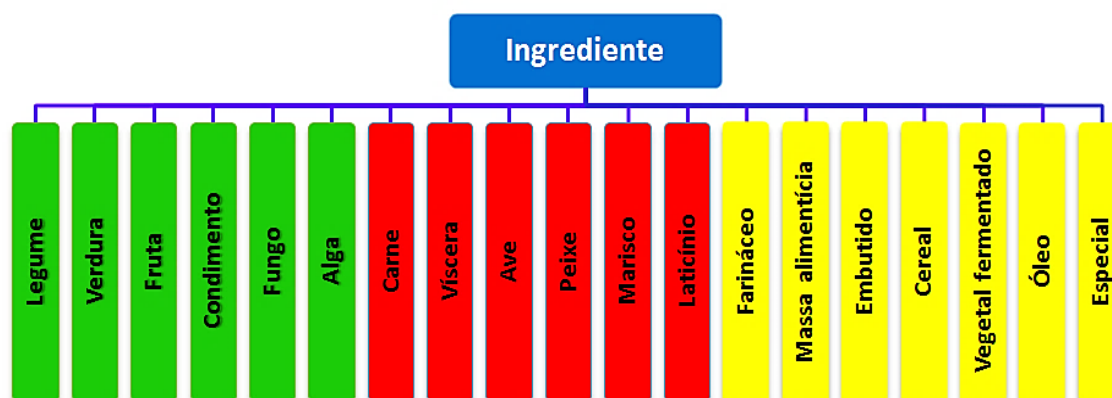 Ingrediente
Legume
Verdura
Fruta
Condimento
Fungo
Alga
Carne
Víscera
Ave
Peixe
Marisco
Laticínio
Farináceo
Massa alimentícia
Embutido
Cereal
Vegetal fermentado
Óleo
Especial